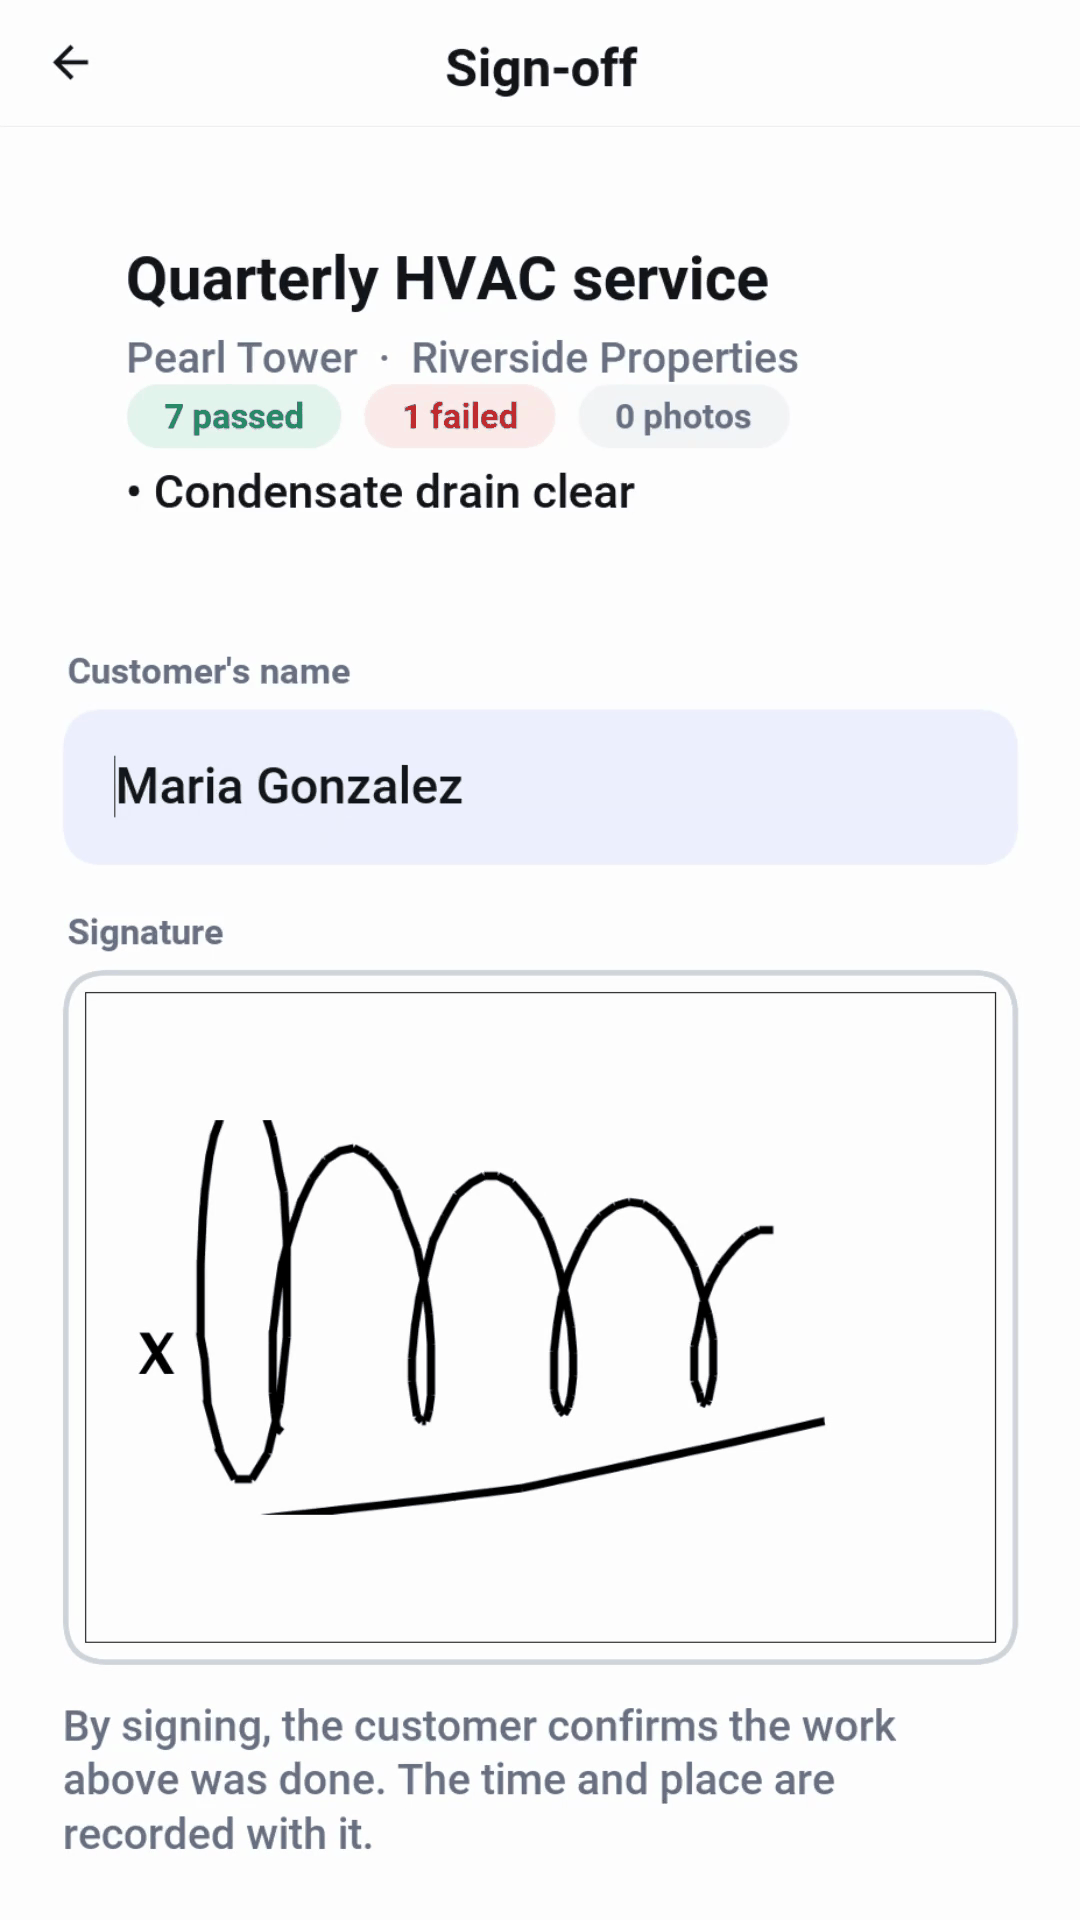 Sign-off
Quarterly HVAC service
Pearl Tower · Riverside Properties
7 passed 1 failed 0 photos
• Condensate drain clear
Customer's name
Maria Gonzalez
Signature
X
By signing, the customer confirms the work
above was done. The time and place are
recorded with it.